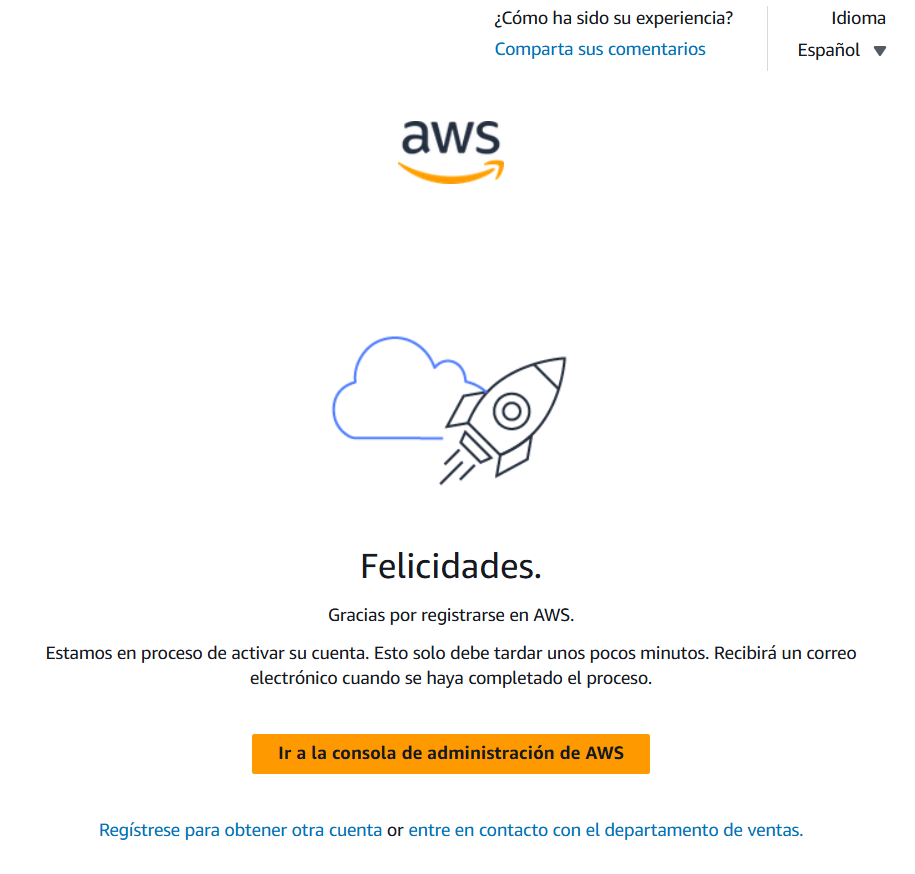 ¿Cómo ha sido su experiencia?
Comparta sus comentarios
Idioma
Español
aws
Felicidades.
Gracias por registrarse en AWS.
Estamos en proceso de activar su cuenta. Esto solo debe tardar unos pocos minutos. Recibirá un correo
electrónico cuando se haya completado el proceso.
Ir a la consola de administración de AWS
Regístrese para obtener otra cuenta or entre en contacto con el departamento de ventas.